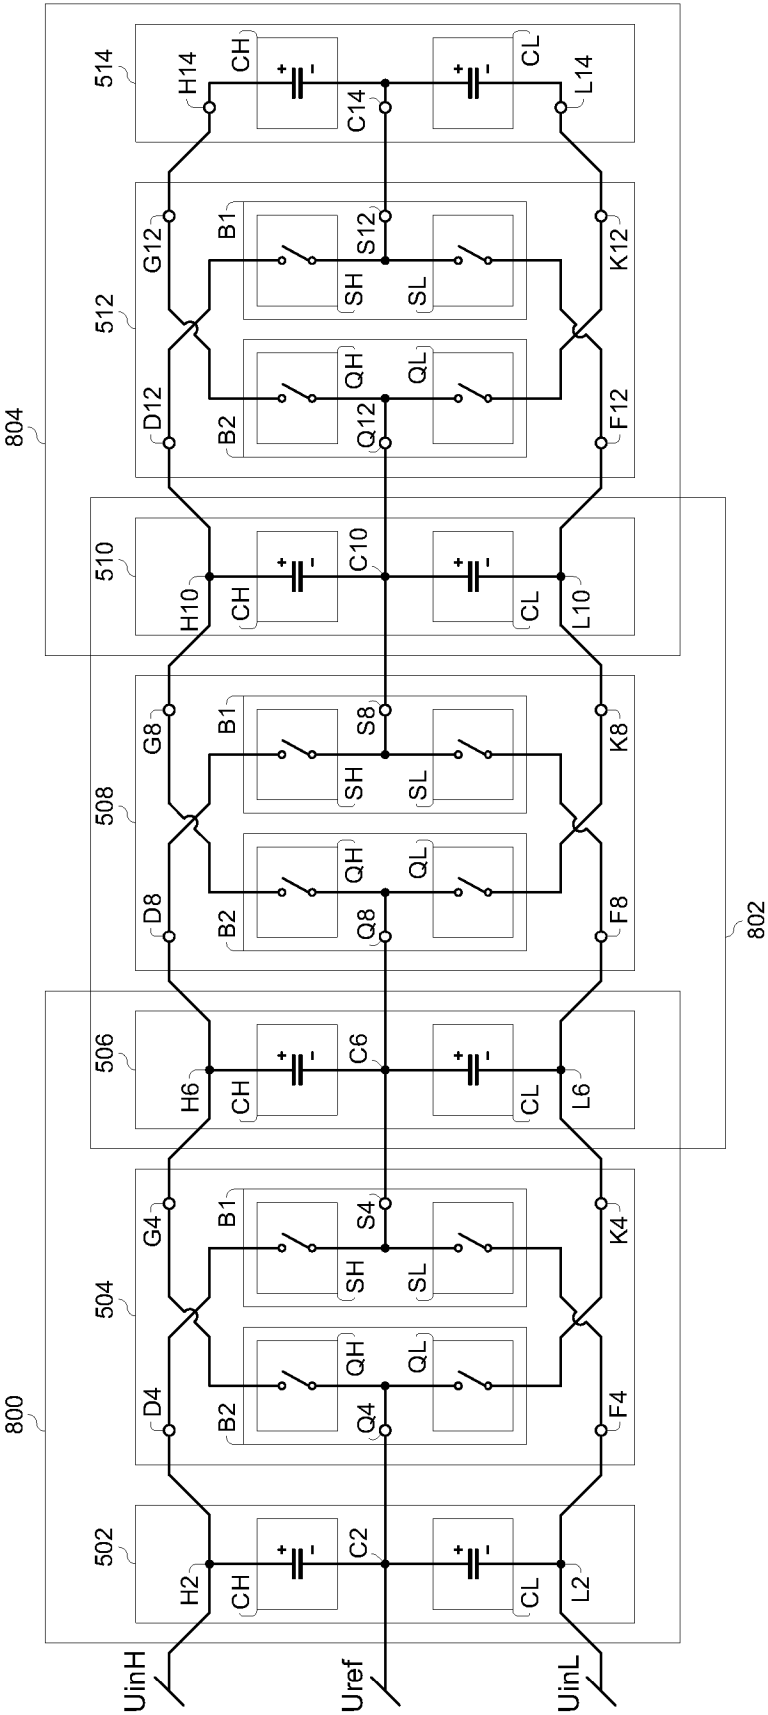 800 804
502 504 506 508 510 512 514
UinH D4 G4 D8 G8 D12 G12
H2 H6 H10 H14
CH B2 B1 CH B2 B1 CH B2 B1 CH
+ + + +
- - - -
Uref C2 QH SH C6 QH SH C10 QH SH C14
Q4 S4 Q8 S8 Q12 S12
QL SL QL SL QL SL
+ + + +
- - - -
CL CL CL CL
UinL L2 L6 L10 L14
F4 K4 F8 K8 F12 K12
802